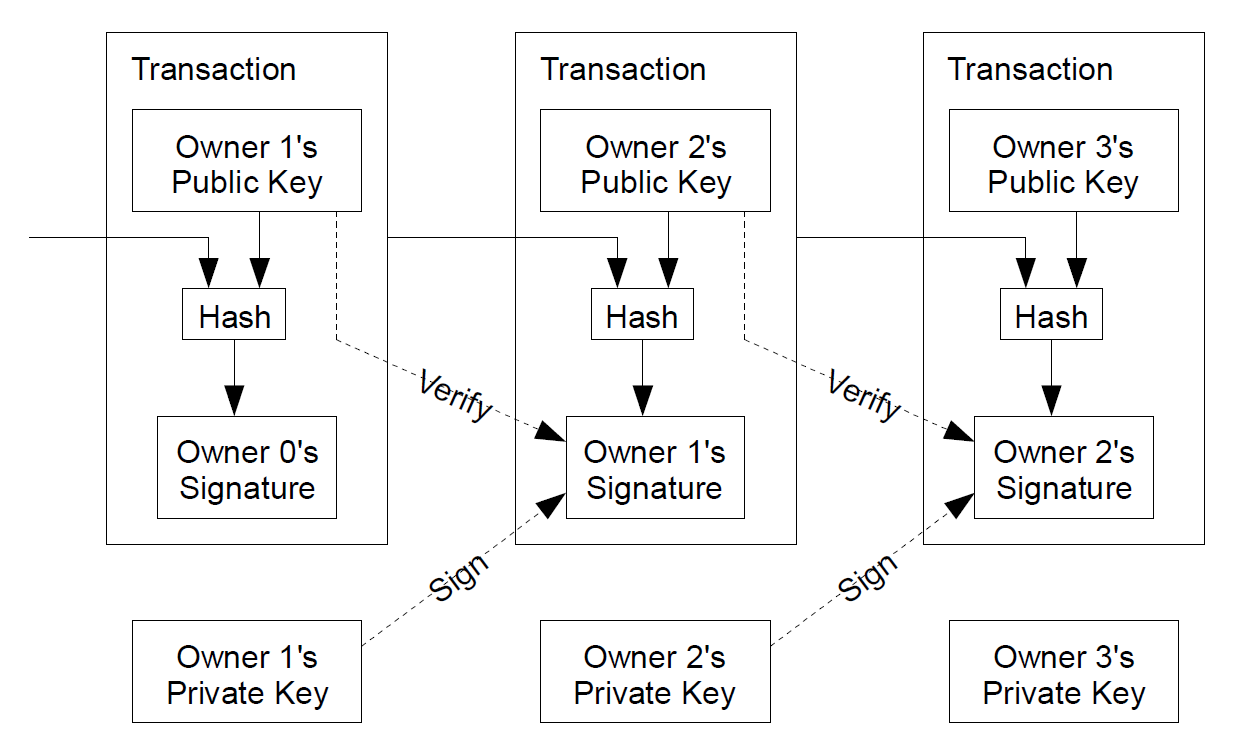 Transaction
Owner 1's
Public Key
Hash
Owner 0's
Signature
Transaction
Owner 2's
Public Key
Hash
Verify
Owner 1's
Signature
Sign
Transaction
Owner 3's
Public Key
Hash
Verify
Owner 2's
Signature
Sign
Owner 1's
Private Key
Owner 2's
Private Key
Owner 3's
Private Key